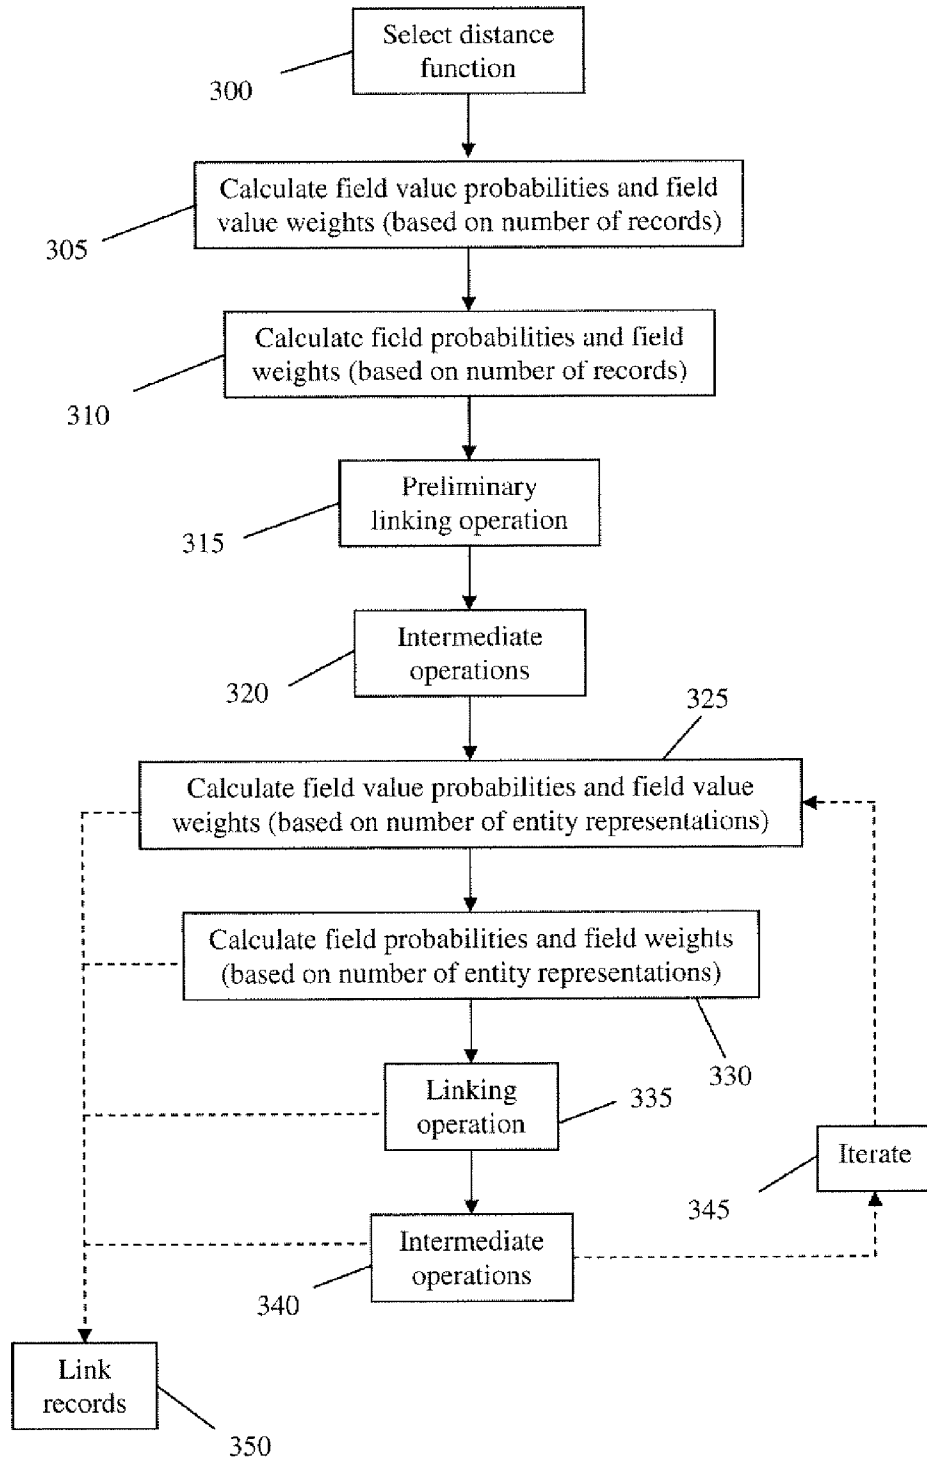 Select distance
function
300
Calculate field value probabilities and field
value weights (based on number of records)
305
Calculate field probabilities and field
weights (based on number of records)
310
Preliminary
linking operation
315
Intermediate
operations
320
325
Calculate field value probabilities and field value
weights (based on number of entity representations)
Calculate field probabilities and field weights
(based on number of entity representations)
330
Linking
operation
335
Iterate
345
Intermediate
operations
340
Link
records
350